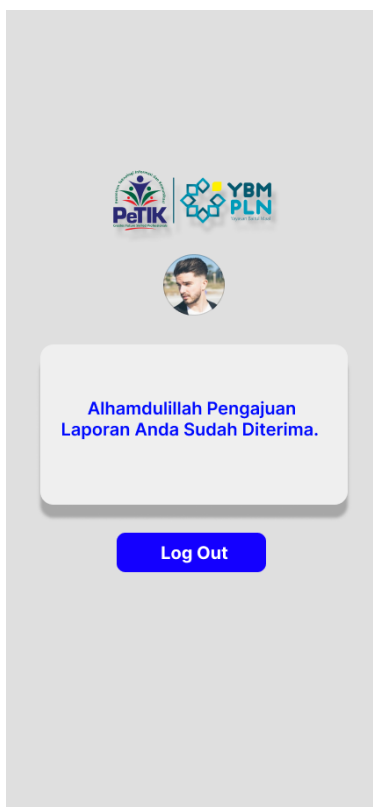 PeTIK
YBM
PLN
Alhamdulillah Pengajuan
Laporan Anda Sudah Diterima.
Log Out